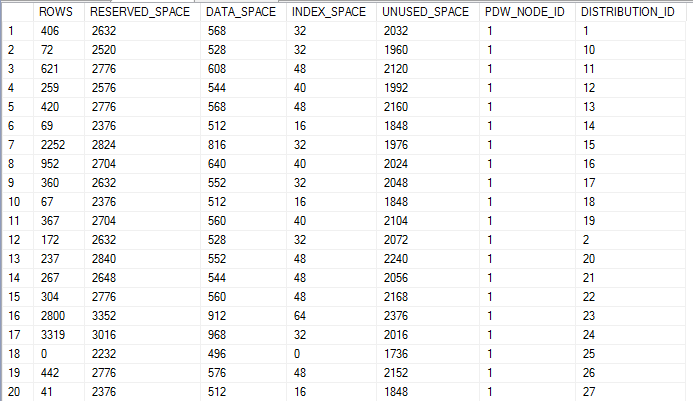 ROWS RESERVED_SPACE DATA_SPACE INDEX_SPACE UNUSED_SPACE PDW_NODE_ID DISTRIBUTION_ID
1 406 2632 568 32 2032 1 1
2 72 2520 528 32 1960 1 10
3 621 2776 608 48 2120 1 11
4 259 2576 544 40 1992 1 12
5 420 2776 568 48 2160 1 13
6 69 2376 512 16 1848 1 14
7 2252 2824 816 32 1976 1 15
8 952 2704 640 40 2024 1 16
9 360 2632 552 32 2048 1 17
10 67 2376 512 16 1848 1 18
11 367 2704 560 40 2104 1 19
12 172 2632 528 32 2072 1 2
13 237 2840 552 48 2240 1 20
14 267 2648 544 48 2056 1 21
15 304 2776 560 48 2168 1 22
16 2800 3352 912 64 2376 1 23
17 3319 3016 968 32 2016 1 24
18 0 2232 496 0 1736 1 25
19 442 2776 576 48 2152 1 26
20 41 2376 512 16 1848 1 27